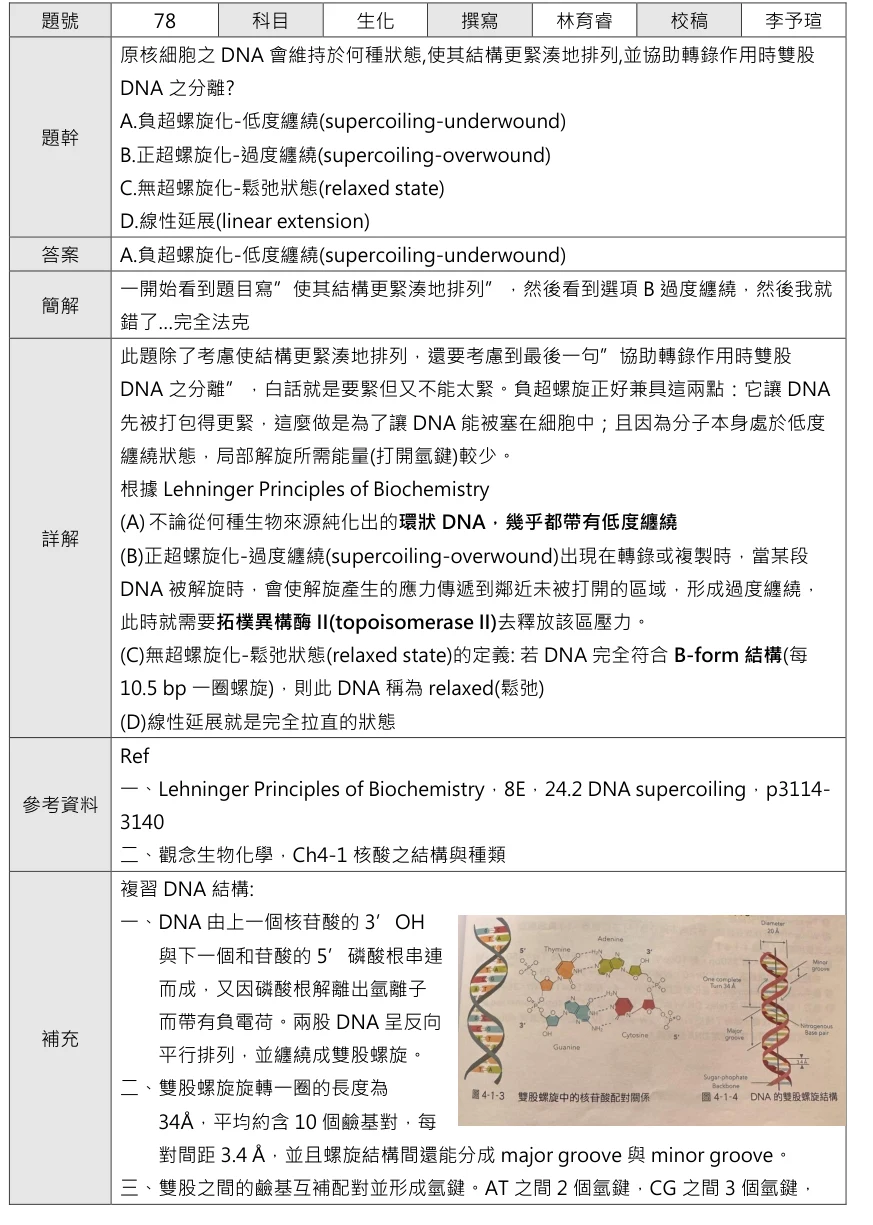 題號 78 科目 生化 撰寫 林育睿 校稿 李予瑄
題幹
原核細胞之 DNA 會維持於何種狀態,使其結構更緊湊地排列,並協助轉錄作用時雙股
DNA 之分離?
A.負超螺旋化-低度纏繞(supercoiling-underwound)
B.正超螺旋化-過度纏繞(supercoiling-overwound)
C.無超螺旋化-鬆弛狀態(relaxed state)
D.線性延展(linear extension)
答案 A.負超螺旋化-低度纏繞(supercoiling-underwound)
簡解
一開始看到題目寫”使其結構更緊湊地排列”，然後看到選項 B 過度纏繞，然後我就
錯了...完全法克
詳解
此題除了考慮使結構更緊湊地排列，還要考慮到最後一句”協助轉錄作用時雙股
DNA 之分離”，白話就是要緊但又不能太緊。負超螺旋正好兼具這兩點：它讓 DNA
先被打包得更緊，這麼做是為了讓 DNA 能被塞在細胞中；且因為分子本身處於低度
纏繞狀態，局部解旋所需能量(打開氫鍵)較少。
根據 Lehninger Principles of Biochemistry
(A) 不論從何種生物來源純化出的環狀 DNA，幾乎都帶有低度纏繞
(B)正超螺旋化-過度纏繞(supercoiling-overwound)出現在轉錄或複製時，當某段
DNA 被解旋時，會使解旋產生的應力傳遞到鄰近未被打開的區域，形成過度纏繞，
此時就需要拓樸異構酶 II(topoisomerase II)去釋放該區壓力。
(C)無超螺旋化-鬆弛狀態(relaxed state)的定義: 若 DNA 完全符合 B-form 結構(每
10.5 bp 一圈螺旋)，則此 DNA 稱為 relaxed(鬆弛)
(D)線性延展就是完全拉直的狀態
參考資料
Ref
一、Lehninger Principles of Biochemistry，8E，24.2 DNA supercoiling，p3114-
3140
二、觀念生物化學，Ch4-1 核酸之結構與種類
補充
複習 DNA 結構:
一、DNA 由上一個核苷酸的 3’ OH
與下一個和苷酸的 5’ 磷酸根串連
而成，又因磷酸根解離出氫離子
而帶有負電荷。兩股 DNA 呈反向
平行排列，並纏繞成雙股螺旋。
二、雙股螺旋旋轉一圈的長度為
34Å，平均約含 10 個鹼基對，每
對間距 3.4 Å，並且螺旋結構間還能分成 major groove 與 minor groove。
三、雙股之間的鹼基互補配對並形成氫鍵。AT 之間 2 個氫鍵，CG 之間 3 個氫鍵，
5'
Thymine
Adenine
3'
3'
Guanine
Cytosine
5'
圖 4-1-3 雙股螺旋中的核苷酸配對關係
Diameter
20 Å
Minor
groove
One complete
Turn 34 Å
Major
groove
Nitrogenous
Base pair
Sugar-phosphate
Backbone
圖 4-1-4 DNA 的雙股螺旋結構